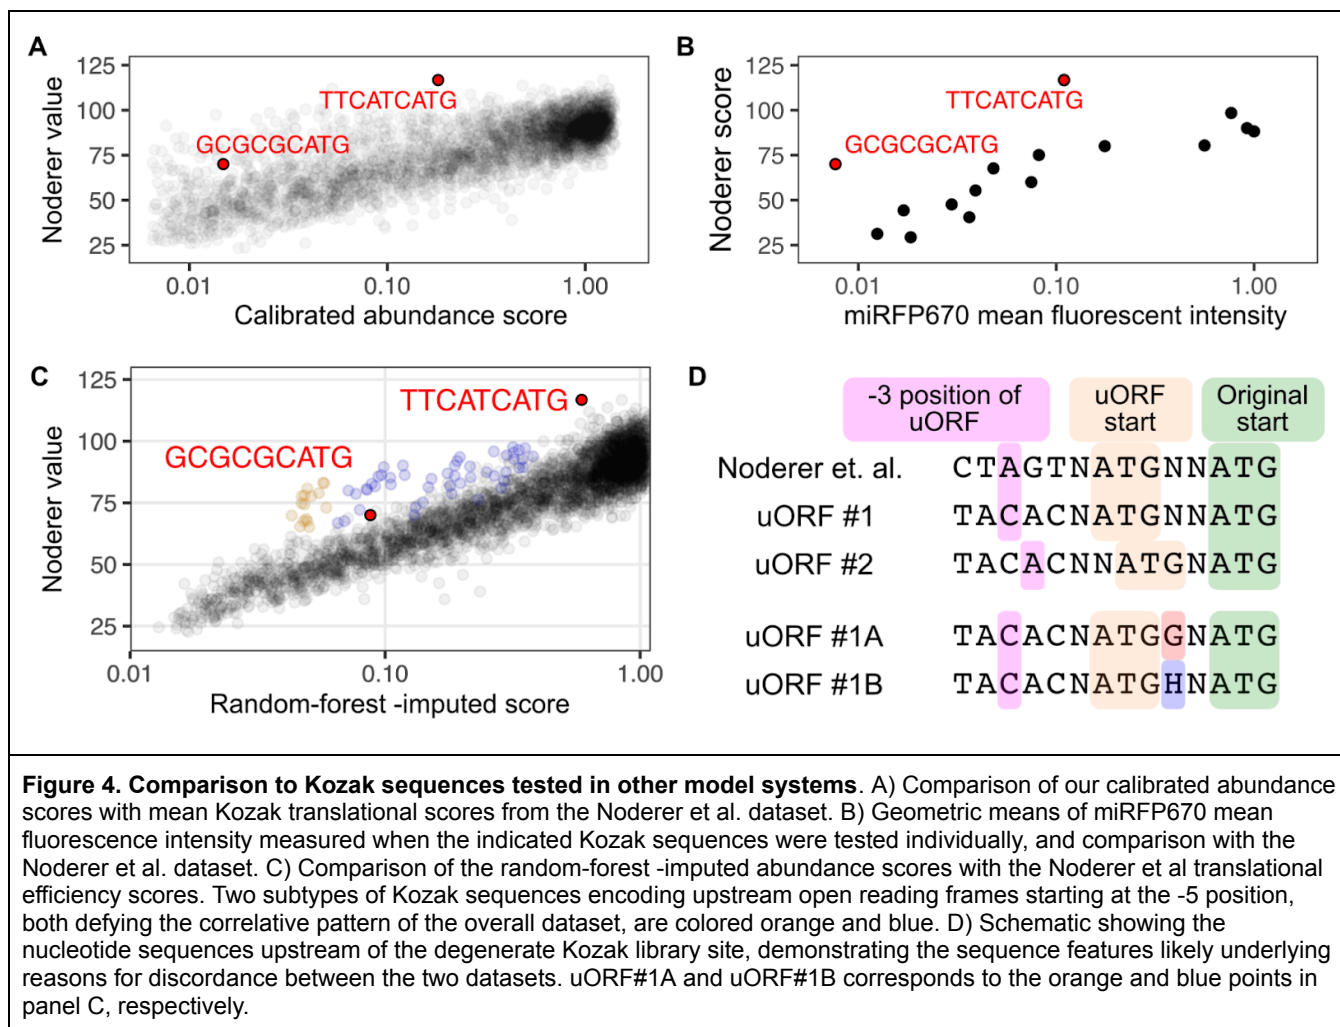 A
Noderer value
125
100
75
50
25
TTCATCATG
GCGCGCATG
0.01 0.10 1.00
Calibrated abundance score
B
Noderer score
125
100
75
50
25
TTCATCATG
GCGCGCATG
0.01 0.10 1.00
miRFP670 mean fluorescent intensity
C
Noderer value
125
100
75
50
25
TTCATCATG
GCGCGCATG
0.01 0.10 1.00
Random-forest -imputed score
D
-3 position of
uORF
uORF
start
Original
start
Noderer et. al. CTAGTNATGNNATG
uORF #1 TACACNATGNNATG
uORF #2 TACACNNATGNATG
uORF #1A TACACNATGGNATG
uORF #1B TACACNATGHNATG
Figure 4. Comparison to Kozak sequences tested in other model systems. A) Comparison of our calibrated abundance
scores with mean Kozak translational scores from the Noderer et al. dataset. B) Geometric means of miRFP670 mean
fluorescence intensity measured when the indicated Kozak sequences were tested individually, and comparison with the
Noderer et al. dataset. C) Comparison of the random-forest -imputed abundance scores with the Noderer et al translational
efficiency scores. Two subtypes of Kozak sequences encoding upstream open reading frames starting at the -5 position,
both defying the correlative pattern of the overall dataset, are colored orange and blue. D) Schematic showing the
nucleotide sequences upstream of the degenerate Kozak library site, demonstrating the sequence features likely underlying
reasons for discordance between the two datasets. uORF#1A and uORF#1B corresponds to the orange and blue points in
panel C, respectively.